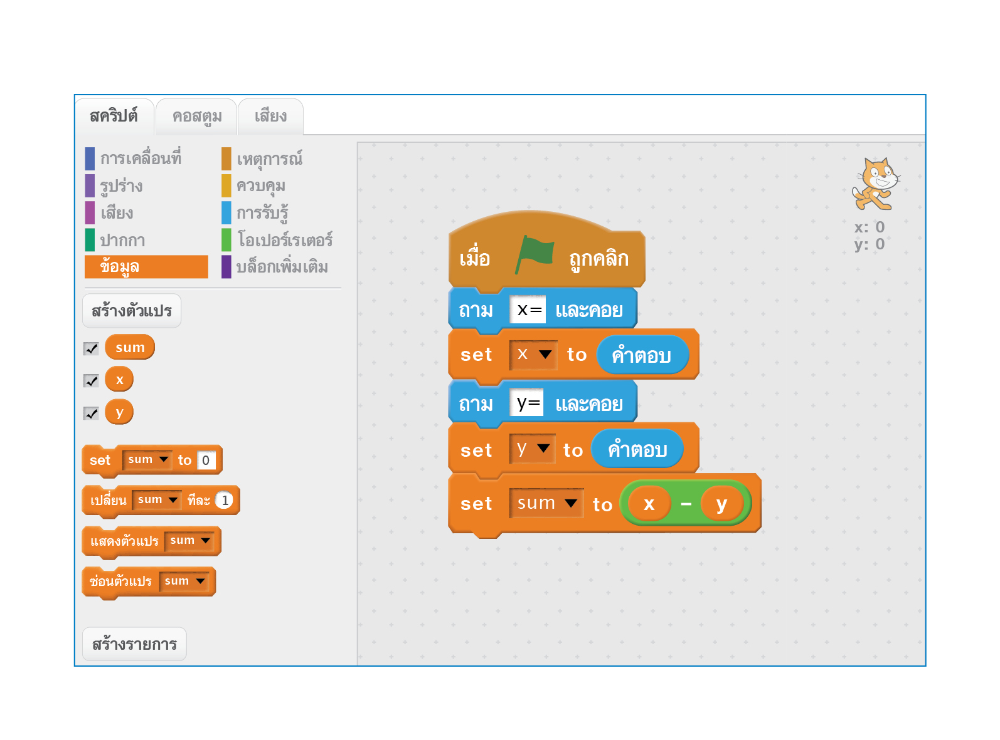 สคริปต์ คอสตูม เสียง
การเคลื่อนที่ เหตุการณ์
รูปร่าง ควบคุม
เสียง การรับรู้
ปากกา โอเปอร์เรเตอร์
ข้อมูล บล็อกเพิ่มเติม
สร้างตัวแปร
sum
x
y
set sum to 0
เปลี่ยน sum ทีละ 1
แสดงตัวแปร sum
ซ่อนตัวแปร sum
สร้างรายการ
เมื่อ ถูกคลิก
ถาม x= และคอย
set x to คำตอบ
ถาม y= และคอย
set y to คำตอบ
set sum to x - y
x: 0
y: 0